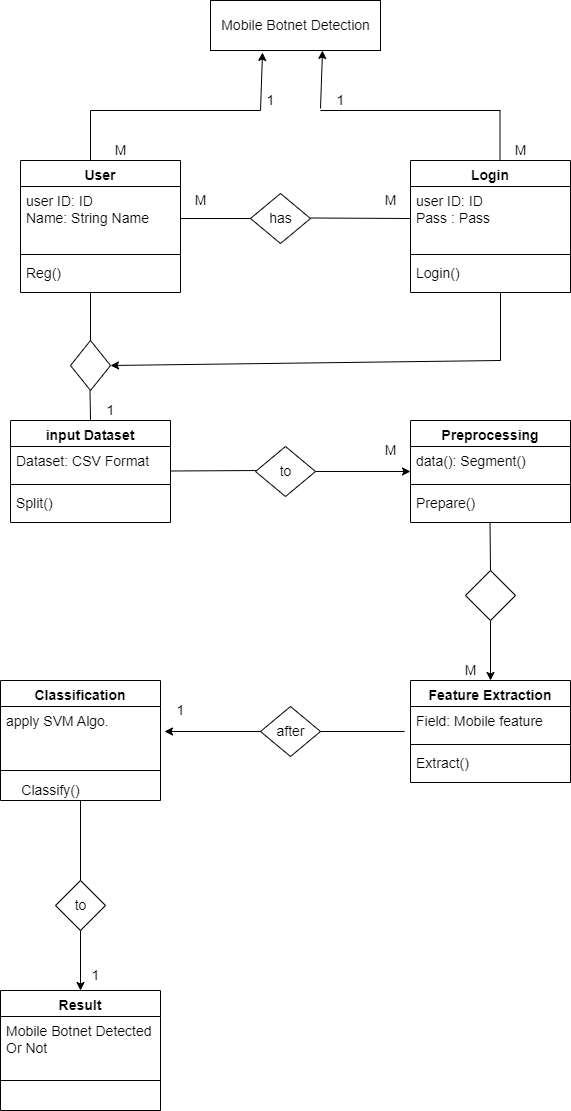 Mobile Botnet Detection
1
1
M
M
User
user ID: ID
Name: String Name
Reg()
M
has
M
Login
user ID: ID
Pass : Pass
Login()
1
input Dataset
Dataset: CSV Format
Split()
to
M
Preprocessing
data(): Segment()
Prepare()
M
Classification
apply SVM Algo.
Classify()
1
after
Feature Extraction
Field: Mobile feature
Extract()
to
1
Result
Mobile Botnet Detected
Or Not